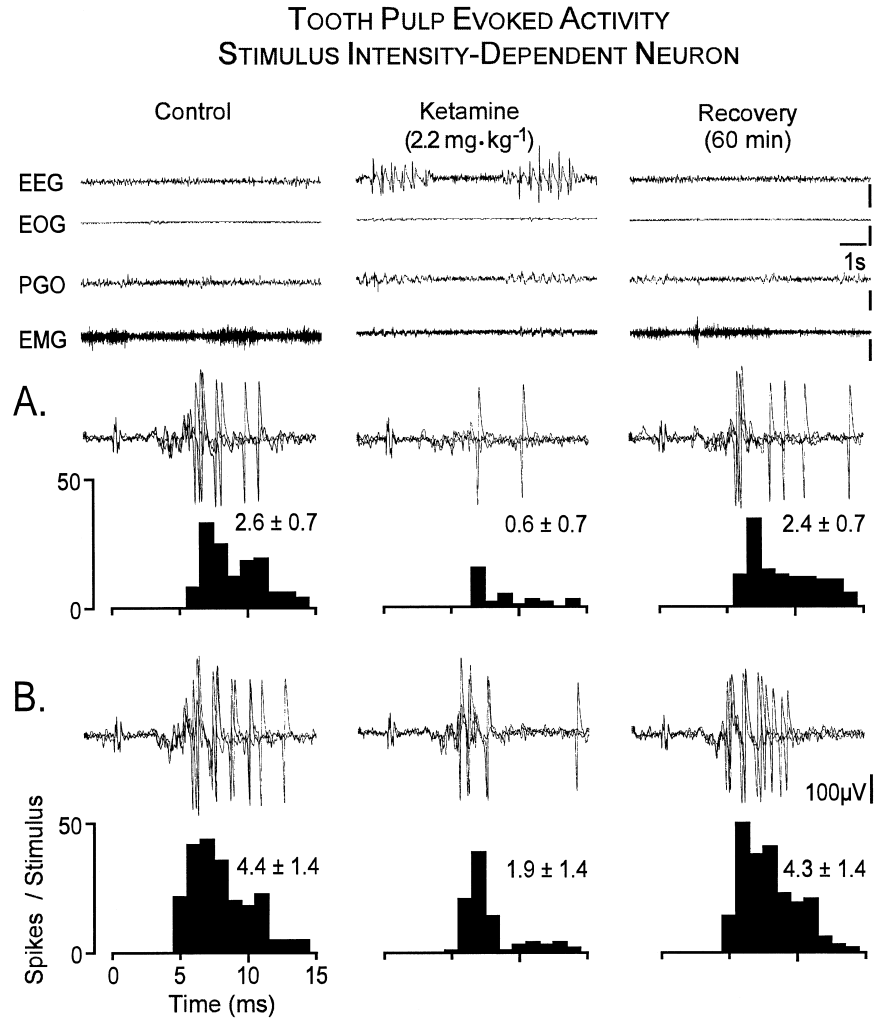 TOOTH PULP EVOKED ACTIVITY
STIMULUS INTENSITY-DEPENDENT NEURON
Control
Ketamine
(2.2 mg·kg-1)
Recovery
(60 min)
EEG
EOG
1s
PGO
EMG
A.
50
0
2.6 ± 0.7
0.6 ± 0.7
2.4 ± 0.7
B.
100µV
Spikes / Stimulus
50
0
4.4 ± 1.4
1.9 ± 1.4
4.3 ± 1.4
0 5 10 15
Time (ms)